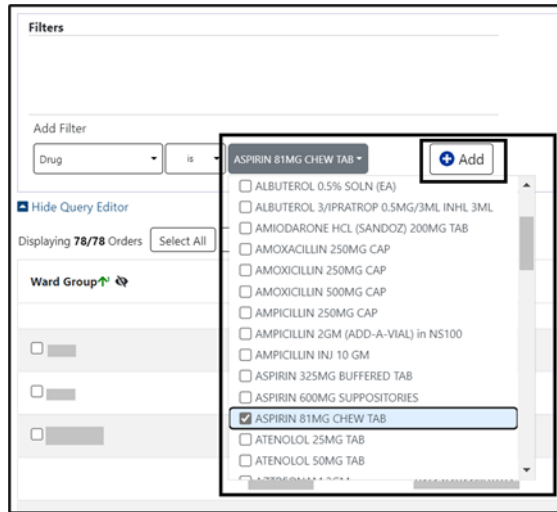 Filters
Add Filter
Drug is ASPIRIN 81MG CHEW TAB Add
ALBUTEROL 0.5% SOLN (EA)
ALBUTEROL 3/IPRATROP 0.5MG/3ML INHL 3ML
AMIODARONE HCL (SANDOZ) 200MG TAB
AMOXACILLIN 250MG CAP
AMOXICILLIN 250MG CAP
AMOXICILLIN 500MG CAP
AMPICILLIN 250MG CAP
AMPICILLIN 2GM (ADD-A-VIAL) in NS100
AMPICILLIN INJ 10 GM
ASPIRIN 325MG BUFFERED TAB
ASPIRIN 600MG SUPPOSITORIES
ASPIRIN 81MG CHEW TAB
ATENOLOL 25MG TAB
ATENOLOL 50MG TAB
Hide Query Editor
Displaying 78/78 Orders Select All
Ward Group